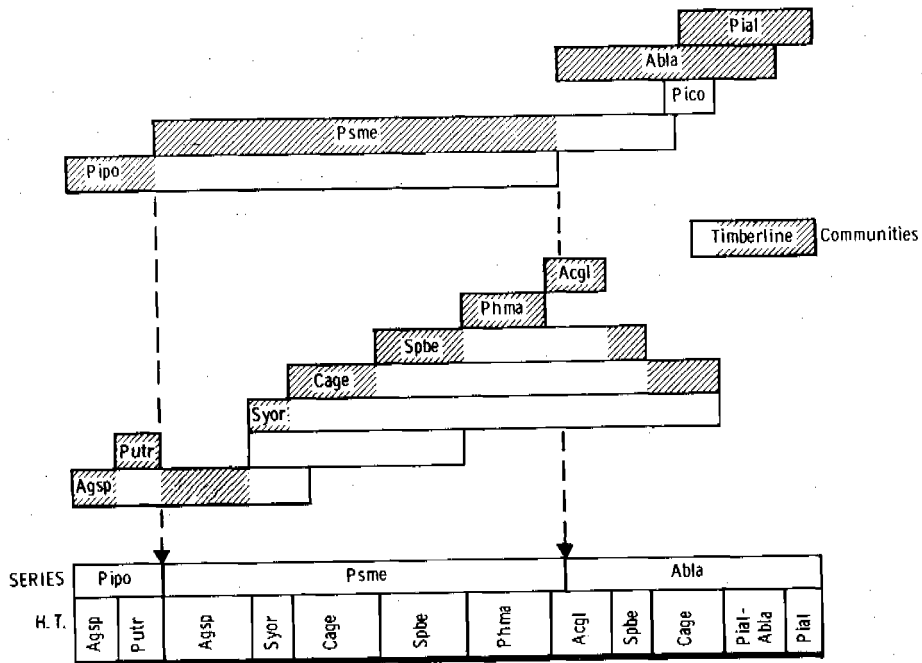 Pial
Abla
Pico
Psme
Pipo
Timberline Communities
Acgl
Phma
Spbe
Cage
Syor
Putr
Agsp
SERIES Pipo Psme Abla
H.T. Agsp Putr Agsp Syor Cage Spbe Phma Acgl Spbe Cage Pial-Abla Pial